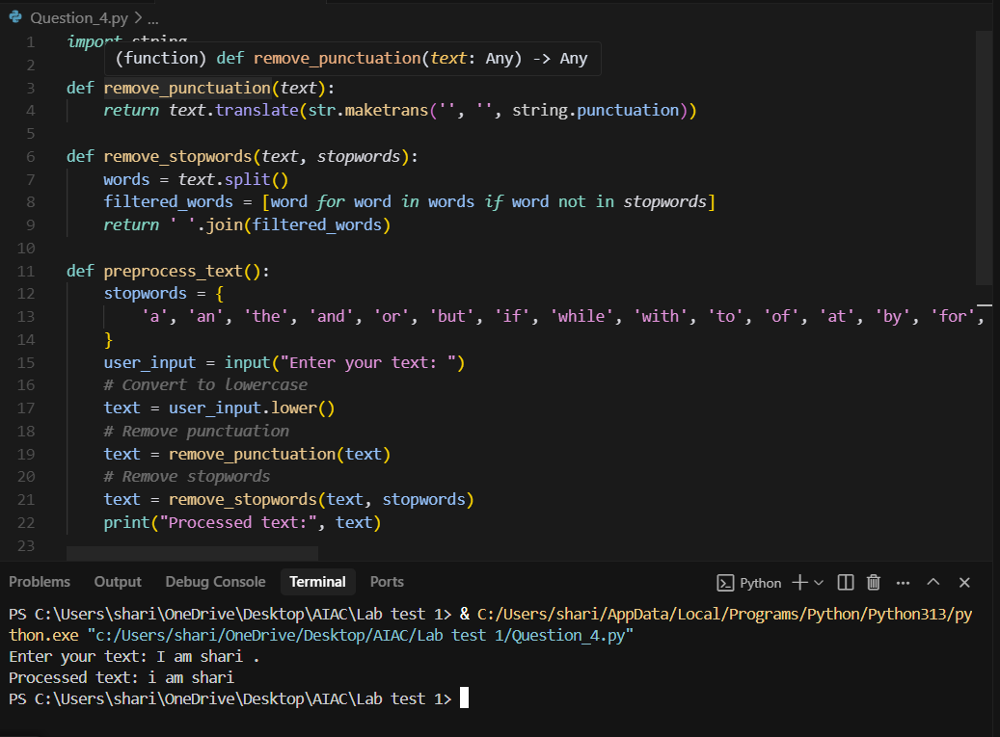 Question_4.py > ...
1 import string
(function) def remove_punctuation(text: Any) -> Any
2
3 def remove_punctuation(text):
4 return text.translate(str.maketrans('', '', string.punctuation))
5
6 def remove_stopwords(text, stopwords):
7 words = text.split()
8 filtered_words = [word for word in words if word not in stopwords]
9 return ' '.join(filtered_words)
10
11 def preprocess_text():
12 stopwords = {
13 'a', 'an', 'the', 'and', 'or', 'but', 'if', 'while', 'with', 'to', 'of', 'at', 'by', 'for',
14 }
15 user_input = input("Enter your text: ")
16 # Convert to lowercase
17 text = user_input.lower()
18 # Remove punctuation
19 text = remove_punctuation(text)
20 # Remove stopwords
21 text = remove_stopwords(text, stopwords)
22 print("Processed text:", text)
23
Problems Output Debug Console Terminal Ports Python
PS C:\Users\shari\OneDrive\Desktop\AIAC\Lab test 1> & C:/Users/shari/AppData/Local/Programs/Python/Python313/py
thon.exe "c:/Users/shari/OneDrive/Desktop/AIAC/Lab test 1/Question_4.py"
Enter your text: I am shari .
Processed text: i am shari
PS C:\Users\shari\OneDrive\Desktop\AIAC\Lab test 1>